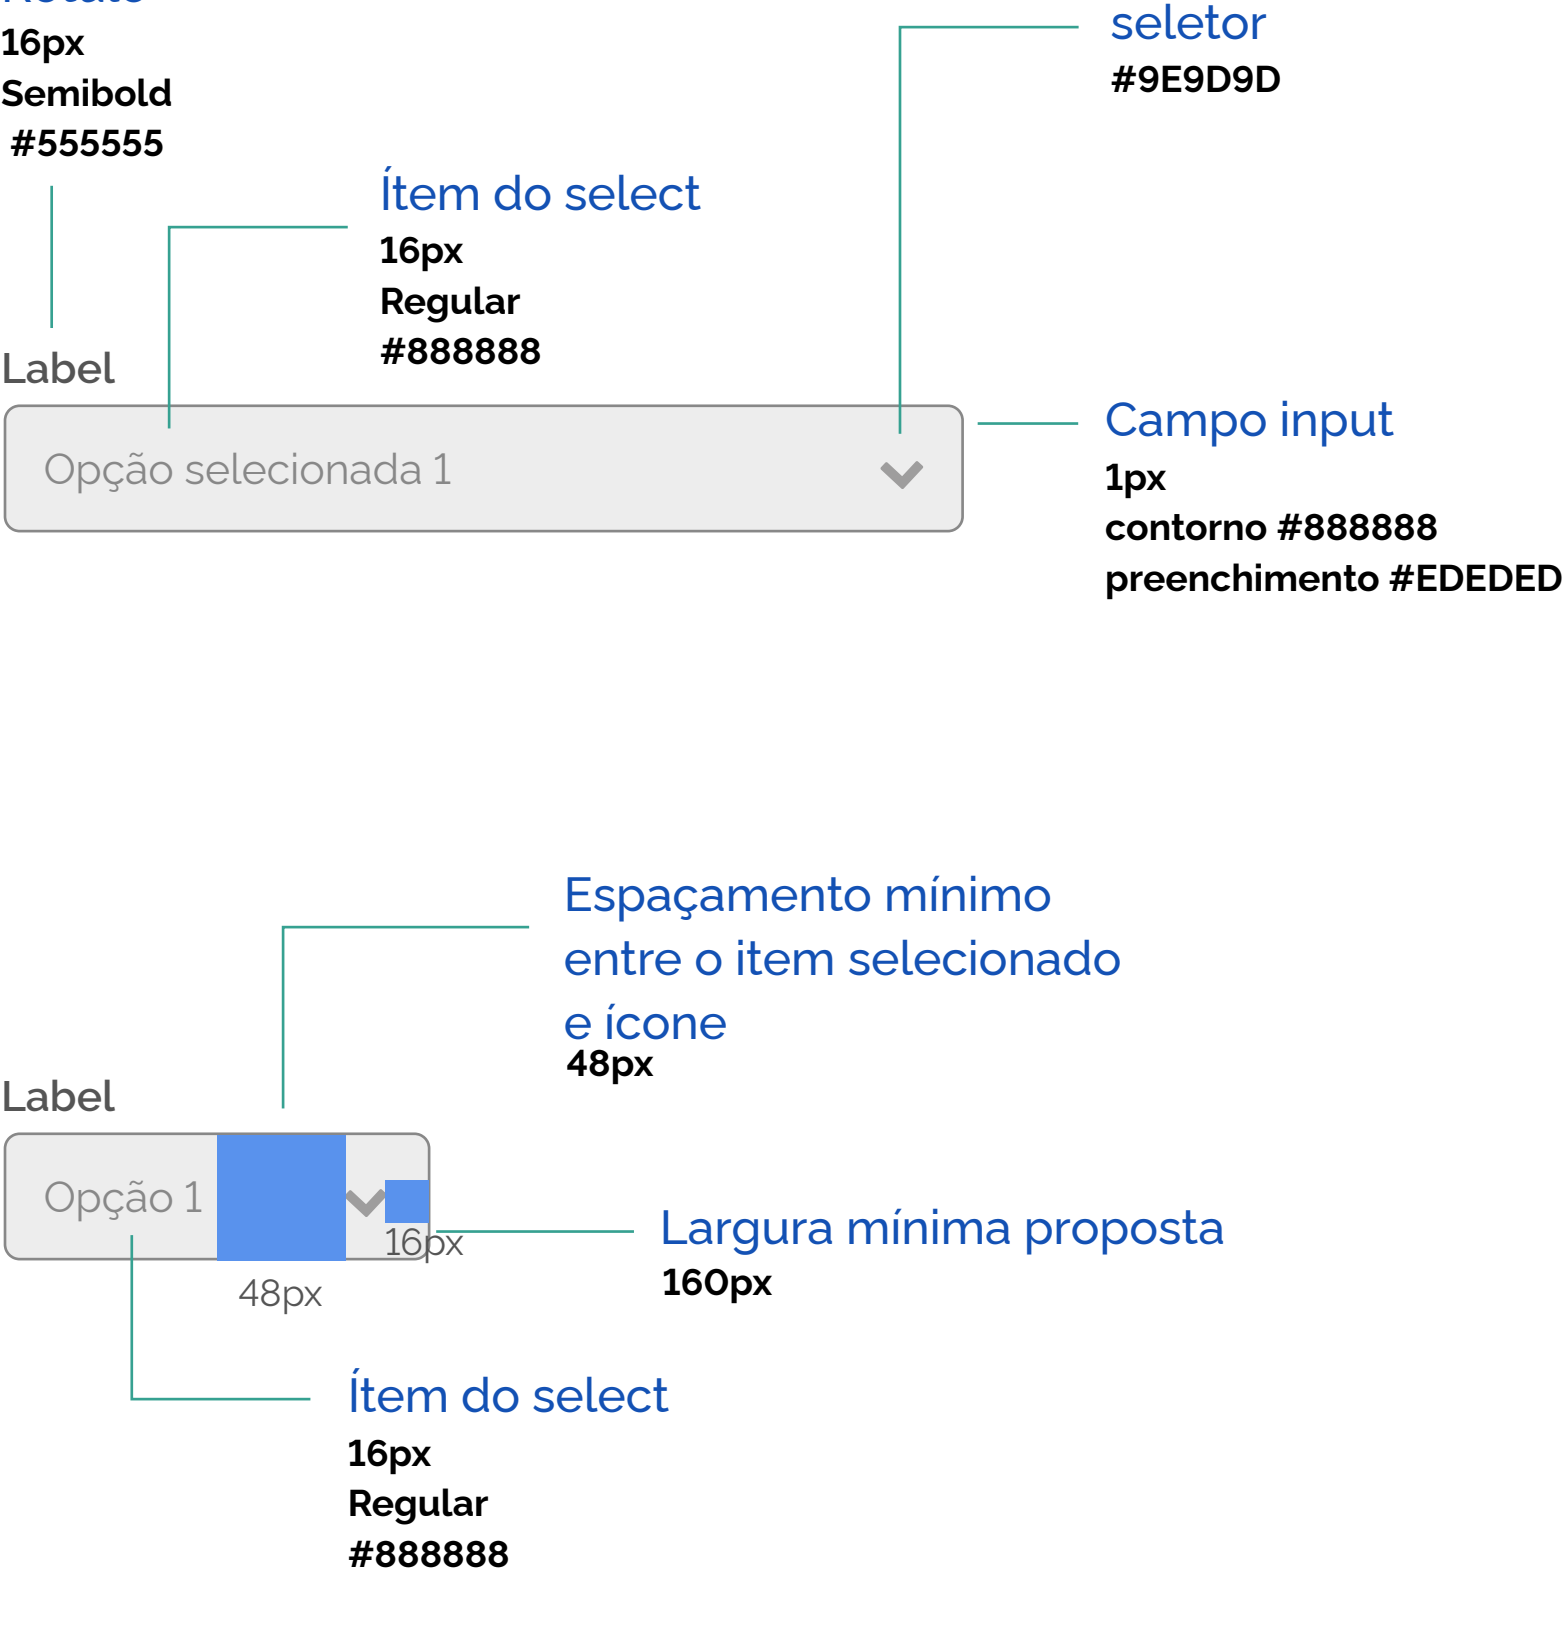 16px
Semibold
#555555
seletor
#9E9D9D
Ítem do select
16px
Regular
#888888
Label
Opção selecionada 1
Campo input
1px
contorno #888888
preenchimento #EDEDED
Espaçamento mínimo
entre o item selecionado
e ícone
48px
Label
Opção 1
16px
48px
Largura mínima proposta
160px
Ítem do select
16px
Regular
#888888